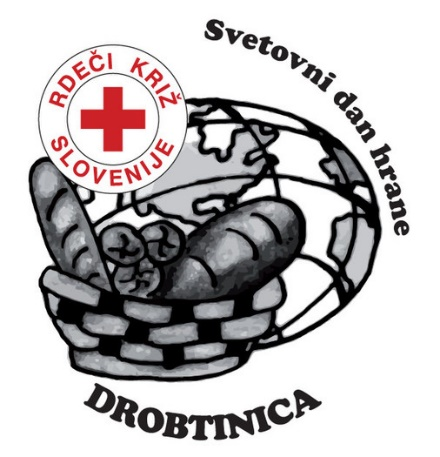 RDEČI KRIŽ
SLOVENIJE
Svetovni dan hrane
DROBTINICA